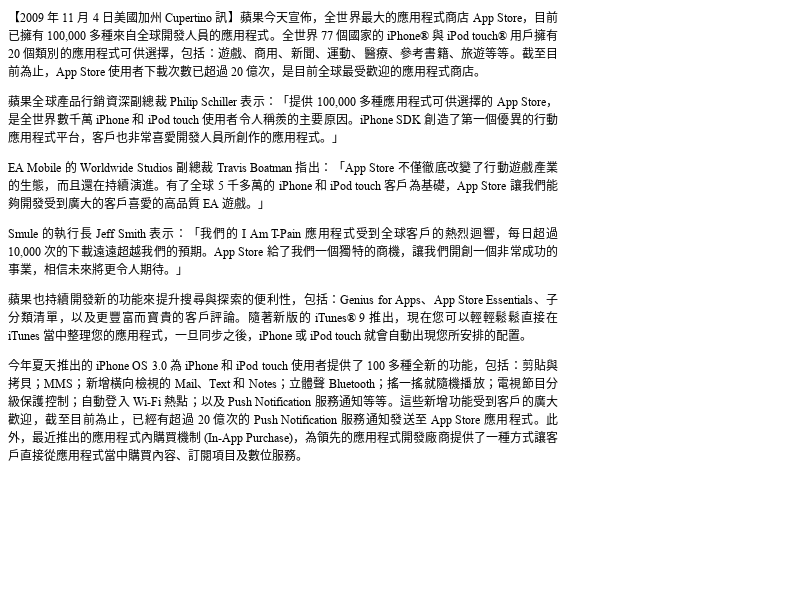 【2009 年 11 月 4 日美國加州 Cupertino 訊】蘋果今天宣佈，全世界最大的應用程式商店 App Store，目前
已擁有 100,000 多種來自全球開發人員的應用程式。全世界 77 個國家的 iPhone® 與 iPod touch® 用戶擁有
20 個類別的應用程式可供選擇，包括：遊戲、商用、新聞、運動、醫療、參考書籍、旅遊等等。截至目
前為止，App Store 使用者下載次數已超過 20 億次，是目前全球最受歡迎的應用程式商店。
蘋果全球產品行銷資深副總裁 Philip Schiller 表示：「提供 100,000 多種應用程式可供選擇的 App Store，
是全世界數千萬 iPhone 和 iPod touch 使用者令人稱羨的主要原因。iPhone SDK 創造了第一個優異的行動
應用程式平台，客戶也非常喜愛開發人員所創作的應用程式。」
EA Mobile 的 Worldwide Studios 副總裁 Travis Boatman 指出：「App Store 不僅徹底改變了行動遊戲產業
的生態，而且還在持續演進。有了全球 5 千多萬的 iPhone 和 iPod touch 客戶為基礎，App Store 讓我們能
夠開發受到廣大的客戶喜愛的高品質 EA 遊戲。」
Smule 的執行長 Jeff Smith 表示：「我們的 I Am T-Pain 應用程式受到全球客戶的熱烈迴響，每日超過
10,000 次的下載遠遠超越我們的預期。App Store 給了我們一個獨特的商機，讓我們開創一個非常成功的
事業，相信未來將更令人期待。」
蘋果也持續開發新的功能來提升搜尋與探索的便利性，包括：Genius for Apps、App Store Essentials、子
分類清單，以及更豐富而寶貴的客戶評論。隨著新版的 iTunes® 9 推出，現在您可以輕輕鬆鬆直接在
iTunes 當中整理您的應用程式，一旦同步之後，iPhone 或 iPod touch 就會自動出現您所安排的配置。
今年夏天推出的 iPhone OS 3.0 為 iPhone 和 iPod touch 使用者提供了 100 多種全新的功能，包括：剪貼與
拷貝；MMS；新增橫向檢視的 Mail、Text 和 Notes；立體聲 Bluetooth；搖一搖就隨機播放；電視節目分
級保護控制；自動登入 Wi-Fi 熱點；以及 Push Notification 服務通知等等。這些新增功能受到客戶的廣大
歡迎，截至目前為止，已經有超過 20 億次的 Push Notification 服務通知發送至 App Store 應用程式。此
外，最近推出的應用程式內購買機制 (In-App Purchase)，為領先的應用程式開發廠商提供了一種方式讓客
戶直接從應用程式當中購買內容、訂閱項目及數位服務。